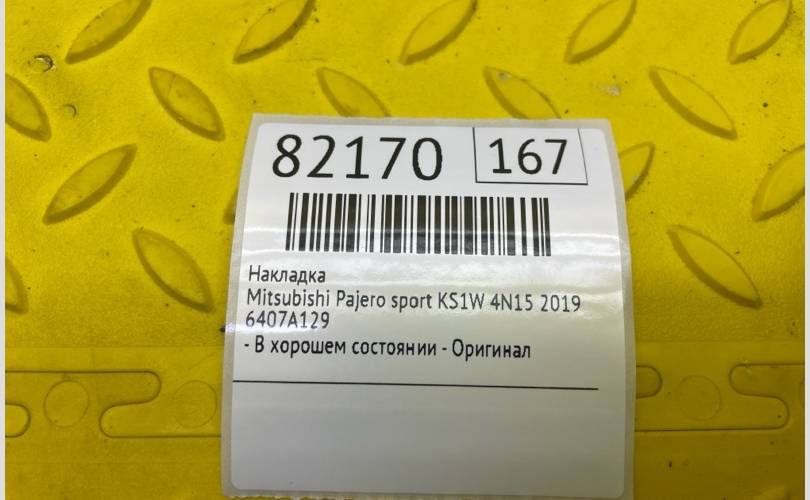 82170 167
Накладка
Mitsubishi Pajero sport KS1W 4N15 2019
6407A129
- В хорошем состоянии - Оригинал